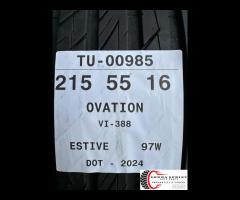 TU-00985
215 55 16
OVATION
VI-388
ESTIVE 97W
DOT - 2024